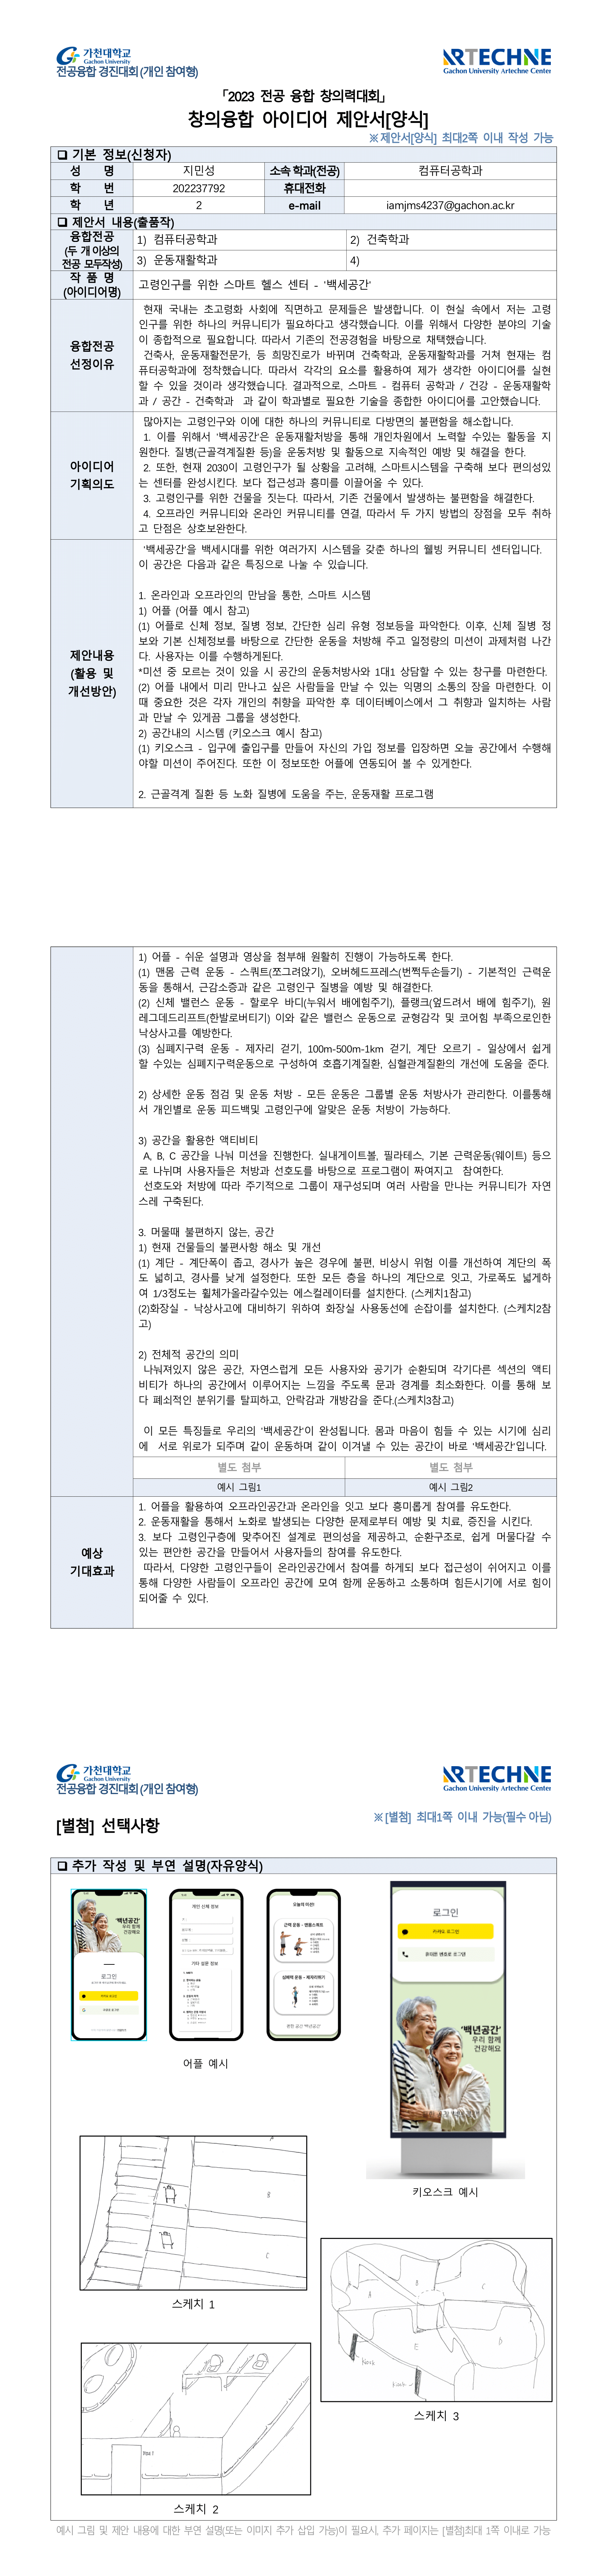 가천대학교
Gachon University
전공융합 경진대회(개인 참여형)
ARTECHNE
Gachon University Artechne Center
「2023 전공 융합 창의력대회」
창의융합 아이디어 제안서[양식]
※제안서[양식] 최대2쪽 이내 작성 가능
❏ 기본 정보(신청자)
성 명 지민성 소속 학과(전공) 컴퓨터공학과
학 번 202237792 휴대전화
학 년 2 e-mail iamjms4237@gachon.ac.kr
❏ 제안서 내용(출품작)
융합전공
(두 개 이상의
전공 모두작성)
1) 컴퓨터공학과 2) 건축학과
3) 운동재활학과 4)
작 품 명
(아이디어명)
고령인구를 위한 스마트 헬스 센터 - '백세공간'
융합전공
선정이유
현재 국내는 초고령화 사회에 직면하고 문제들은 발생합니다. 이 현실 속에서 저는 고령
인구를 위한 하나의 커뮤니티가 필요하다고 생각했습니다. 이를 위해서 다양한 분야의 기술
이 종합적으로 필요합니다. 따라서 기존의 전공경험을 바탕으로 채택했습니다.
건축사, 운동재활전문가, 등 희망진로가 바뀌며 건축학과, 운동재활학과를 거쳐 현재는 컴
퓨터공학과에 정착했습니다. 따라서 각각의 요소를 활용하여 제가 생각한 아이디어를 실현
할 수 있을 것이라 생각했습니다. 결과적으로, 스마트 - 컴퓨터 공학과 / 건강 - 운동재활학
과 / 공간 - 건축학과 과 같이 학과별로 필요한 기술을 종합한 아이디어를 고안했습니다.
아이디어
기획의도
많아지는 고령인구와 이에 대한 하나의 커뮤니티로 다방면의 불편함을 해소합니다.
1. 이를 위해서 '백세공간'은 운동재활처방을 통해 개인차원에서 노력할 수있는 활동을 지
원한다. 질병(근골격계질환 등)을 운동처방 및 활동으로 지속적인 예방 및 해결을 한다.
2. 또한, 현재 2030이 고령인구가 될 상황을 고려해, 스마트시스템을 구축해 보다 편의성있
는 센터를 완성시킨다. 보다 접근성과 흥미를 이끌어올 수 있다.
3. 고령인구를 위한 건물을 짓는다. 따라서, 기존 건물에서 발생하는 불편함을 해결한다.
4. 오프라인 커뮤니티와 온라인 커뮤니티를 연결, 따라서 두 가지 방법의 장점을 모두 취하
고 단점은 상호보완한다.
제안내용
(활용 및
개선방안)
'백세공간'을 백세시대를 위한 여러가지 시스템을 갖춘 하나의 웰빙 커뮤니티 센터입니다.
이 공간은 다음과 같은 특징으로 나눌 수 있습니다.
1. 온라인과 오프라인의 만남을 통한, 스마트 시스템
1) 어플 (어플 예시 참고)
(1) 어플로 신체 정보, 질병 정보, 간단한 심리 유형 정보등을 파악한다. 이후, 신체 질병 정
보와 기본 신체정보를 바탕으로 간단한 운동을 처방해 주고 일정량의 미션이 과제처럼 나간
다. 사용자는 이를 수행하게된다.
*미션 중 모르는 것이 있을 시 공간의 운동처방사와 1대1 상담할 수 있는 창구를 마련한다.
(2) 어플 내에서 미리 만나고 싶은 사람들을 만날 수 있는 익명의 소통의 장을 마련한다. 이
때 중요한 것은 각자 개인의 취향을 파악한 후 데이터베이스에서 그 취향과 일치하는 사람
과 만날 수 있게끔 그룹을 생성한다.
2) 공간내의 시스템 (키오스크 예시 참고)
(1) 키오스크 - 입구에 출입구를 만들어 자신의 가입 정보를 입장하면 오늘 공간에서 수행해
야할 미션이 주어진다. 또한 이 정보또한 어플에 연동되어 볼 수 있게한다.
2. 근골격계 질환 등 노화 질병에 도움을 주는, 운동재활 프로그램
1) 어플 - 쉬운 설명과 영상을 첨부해 원활히 진행이 가능하도록 한다.
(1) 맨몸 근력 운동 - 스쿼트(쪼그려앉기), 오버헤드프레스(번쩍두손들기) - 기본적인 근력운
동을 통해서, 근감소증과 같은 고령인구 질병을 예방 및 해결한다.
(2) 신체 밸런스 운동 - 할로우 바디(누워서 배에힘주기), 플랭크(엎드려서 배에 힘주기), 원
레그데드리프트(한발로버티기) 이와 같은 밸런스 운동으로 균형감각 및 코어힘 부족으로인한
낙상사고를 예방한다.
(3) 심폐지구력 운동 - 제자리 걷기, 100m-500m-1km 걷기, 계단 오르기 - 일상에서 쉽게
할 수있는 심폐지구력운동으로 구성하여 호흡기계질환, 심혈관계질환의 개선에 도움을 준다.
2) 상세한 운동 점검 및 운동 처방 - 모든 운동은 그룹별 운동 처방사가 관리한다. 이를통해
서 개인별로 운동 피드백및 고령인구에 알맞은 운동 처방이 가능하다.
3) 공간을 활용한 액티비티
A, B, C 공간을 나눠 미션을 진행한다. 실내게이트볼, 필라테스, 기본 근력운동(웨이트) 등으
로 나뉘며 사용자들은 처방과 선호도를 바탕으로 프로그램이 짜여지고 참여한다.
선호도와 처방에 따라 주기적으로 그룹이 재구성되며 여러 사람을 만나는 커뮤니티가 자연
스레 구축된다.
3. 머물때 불편하지 않는, 공간
1) 현재 건물들의 불편사항 해소 및 개선
(1) 계단 - 계단폭이 좁고, 경사가 높은 경우에 불편, 비상시 위험 이를 개선하여 계단의 폭
도 넓히고, 경사를 낮게 설정한다. 또한 모든 층을 하나의 계단으로 잇고, 가로폭도 넓게하
여 1/3정도는 휠체가올라갈수있는 에스컬레이터를 설치한다. (스케치1참고)
(2)화장실 - 낙상사고에 대비하기 위하여 화장실 사용동선에 손잡이를 설치한다. (스케치2참
고)
2) 전체적 공간의 의미
나눠져있지 않은 공간, 자연스럽게 모든 사용자와 공기가 순환되며 각기다른 섹션의 액티
비티가 하나의 공간에서 이루어지는 느낌을 주도록 문과 경계를 최소화한다. 이를 통해 보
다 폐쇠적인 분위기를 탈피하고, 안락감과 개방감을 준다.(스케치3참고)
이 모든 특징들로 우리의 '백세공간'이 완성됩니다. 몸과 마음이 힘들 수 있는 시기에 심리
에 서로 위로가 되주며 같이 운동하며 같이 이겨낼 수 있는 공간이 바로 '백세공간'입니다.
별도 첨부 별도 첨부
예시 그림1 예시 그림2
예상
기대효과
1. 어플을 활용하여 오프라인공간과 온라인을 잇고 보다 흥미롭게 참여를 유도한다.
2. 운동재활을 통해서 노화로 발생되는 다양한 문제로부터 예방 및 치료, 증진을 시킨다.
3. 보다 고령인구층에 맞추어진 설계로 편의성을 제공하고, 순환구조로, 쉽게 머물다갈 수
있는 편안한 공간을 만들어서 사용자들의 참여를 유도한다.
따라서, 다양한 고령인구들이 온라인공간에서 참여를 하게되 보다 접근성이 쉬어지고 이를
통해 다양한 사람들이 오프라인 공간에 모여 함께 운동하고 소통하며 힘든시기에 서로 힘이
되어줄 수 있다.
가천대학교
Gachon University
전공융합 경진대회(개인 참여형)
ARTECHNE
Gachon University Artechne Center
[별첨] 선택사항
※[별첨] 최대1쪽 이내 가능(필수 아님)
❏ 추가 작성 및 부연 설명(자유양식)
'백년공간'
우리 함께
건강해요
로그인
개인 신체 정보
기타 설문 정보
오늘의 미션!
근력 운동 - 맨몸스쿼트
심폐력 운동 - 제자리뛰기
어플 예시
로그인
카카오 로그인
휴대폰 번호로 로그인
'백년공간'
우리 함께
건강해요
키오스크 예시
B
C
스케치 1
A
C
E
스케치 3
스케치 2
예시 그림 및 제안 내용에 대한 부연 설명(또는 이미지 추가 삽입 가능)이 필요시, 추가 페이지는 [별첨]최대 1쪽 이내로 가능